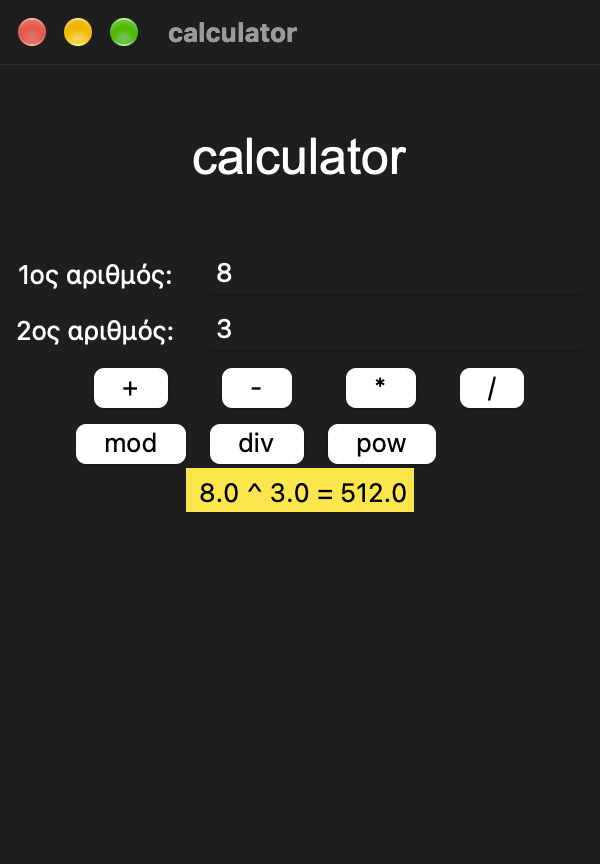 calculator
calculator
1ος αριθμός: 8
2ος αριθμός: 3
+ - * /
mod div pow
8.0 ^ 3.0 = 512.0